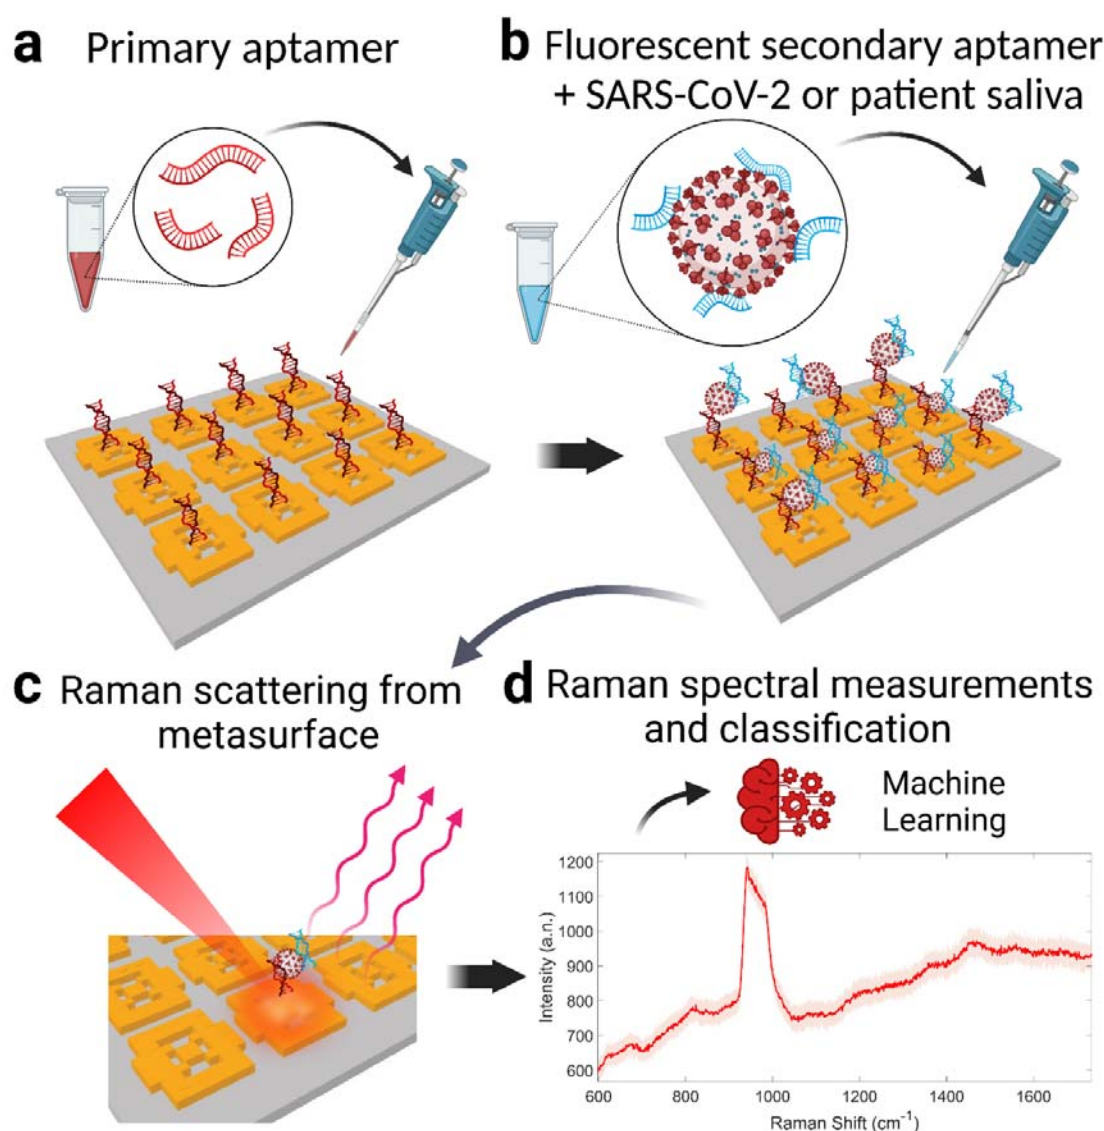 a Primary aptamer
b Fluorescent secondary aptamer
+ SARS-CoV-2 or patient saliva
c Raman scattering from
metasurface
d Raman spectral measurements
and classification
Machine
Learning
1200
1100
1000
900
800
700
600
Intensity (a.n.)
600 800 1000 1200 1400 1600
Raman Shift (cm⁻¹)